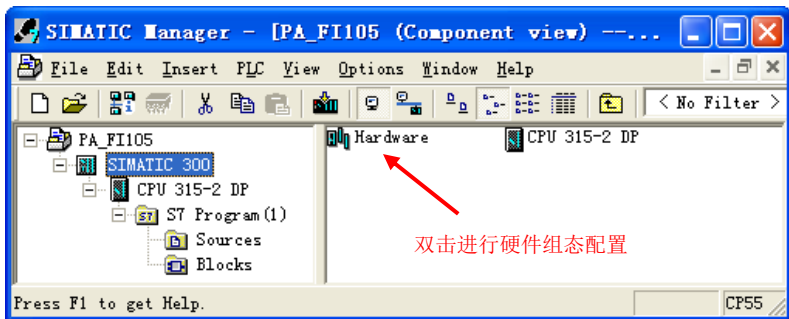 SIMATIC Manager - [PA_FI105 (Component view) --...
File Edit Insert PLC View Options Window Help
< No Filter >
PA_FI105
SIMATIC 300
CPU 315-2 DP
S7 Program(1)
Sources
Blocks
Hardware CPU 315-2 DP
双击进行硬件组态配置
Press F1 to get Help. CP55